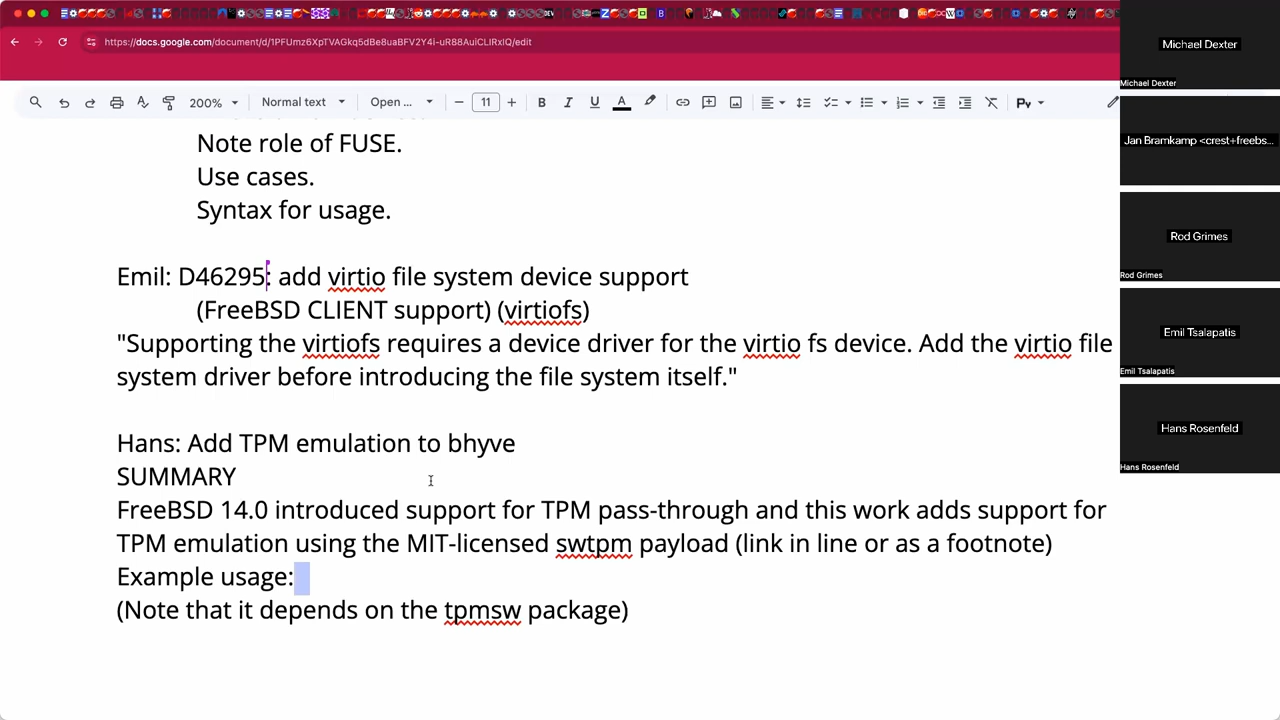 https://docs.google.com/document/d/1PFUmz6XpTVAGkq5dBe8uaBFV2Y4i-uR88AuiCLIRxIQ/edit
200% Normal text Open ... 11 B I U A
Note role of FUSE.
Use cases.
Syntax for usage.
Emil: D46295: add virtio file system device support
(FreeBSD CLIENT support) (virtiofs)
"Supporting the virtiofs requires a device driver for the virtio fs device. Add the virtio file
system driver before introducing the file system itself."
Hans: Add TPM emulation to bhyve
SUMMARY
FreeBSD 14.0 introduced support for TPM pass-through and this work adds support for
TPM emulation using the MIT-licensed swtpm payload (link in line or as a footnote)
Example usage:
(Note that it depends on the tpmsw package)
Michael Dexter
Michael Dexter
Jan Bramkamp <crest+freebs...
Rod Grimes
Rod Grimes
Emil Tsalapatis
Emil Tsalapatis
Hans Rosenfeld
Hans Rosenfeld